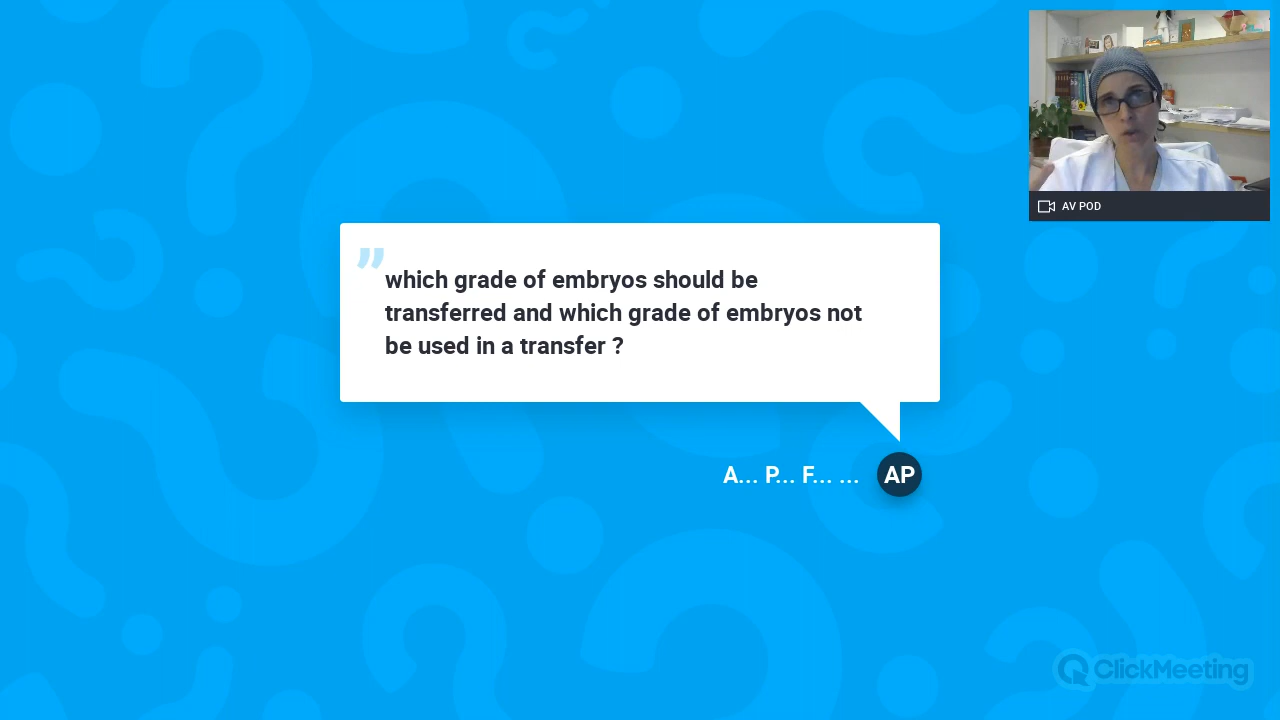 AV POD
which grade of embryos should be
transferred and which grade of embryos not
be used in a transfer ?
A... P... F... ...
AP
ClickMeeting